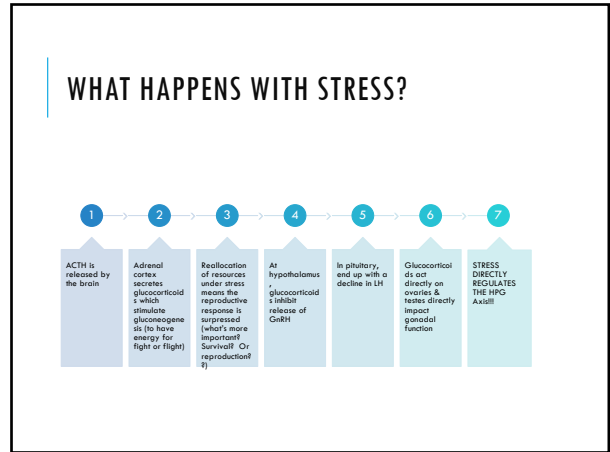 WHAT HAPPENS WITH STRESS?
1
2
3
4
5
6
7
ACTH is
released by
the brain
Adrenal
cortex
secretes
glucocorticoid
s which
stimulate
gluconeogene
sis (to have
energy for
fight or flight)
Reallocation
of resources
under stress
means the
reproductive
response is
surpressed
(what's more
important?
Survival? Or
reproduction?
?)
At
hypothalamus
,
glucocorticoid
s inhibit
release of
GnRH
In pituitary,
end up with a
decline in LH
Glucocorticoi
ds act
directly on
ovaries &
testes directly
impact
gonadal
function
STRESS
DIRECTLY
REGULATES
THE HPG
Axis!!!